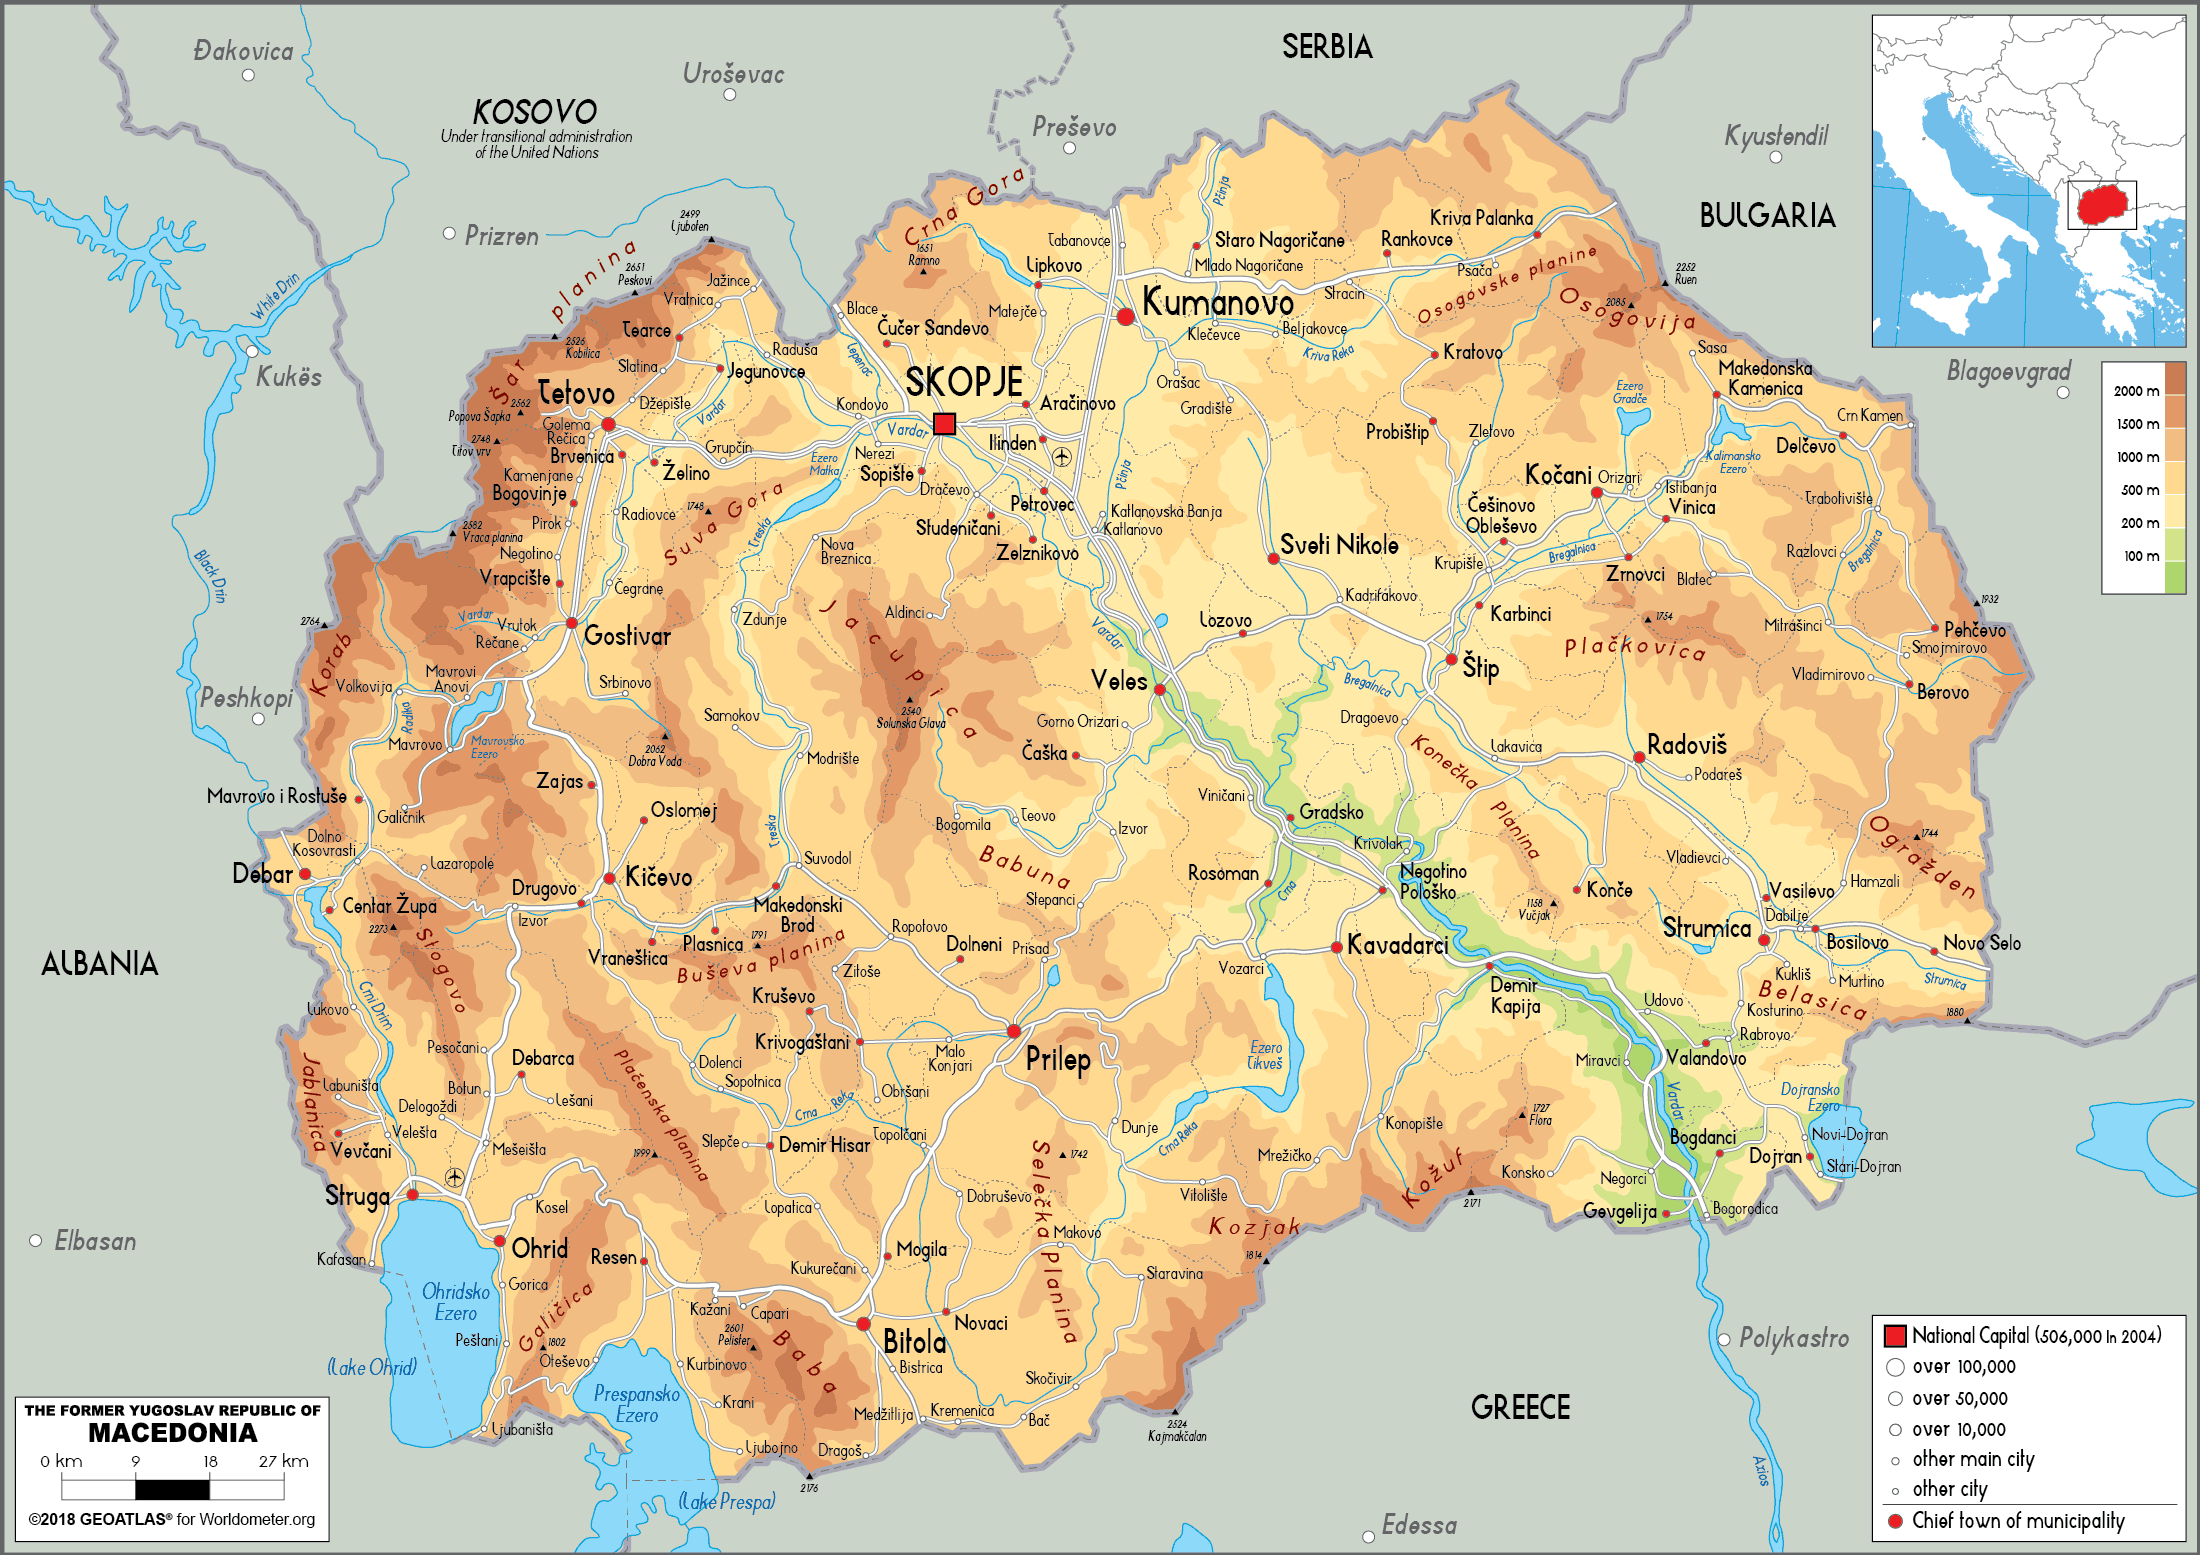 SERBIA
Đakovica
Uroševac
KOSOVO
Under transitional administration
of the United Nations
Preševo
Kyustendil
BULGARIA
Prizren
2499
Ljuboten
Crna Gora
1651
Ramno
Tabanovce
Pčinja
Staro Nagoričane
Mlado Nagoričane
Rankovce
Kriva Palanka
Psača
Osogovske planine
Osogovija
2085
2252
Ruen
White Drin
Šar planina
2651
Peskovi
Jažince
Vratnica
Tearce
2526
Kobilica
Lipkovo
Matejče
Kumanovo
Stracin
Blace
Čučer Sandevo
Lepenac
Klečevce
Beljakovce
Kriva Reka
Kratovo
Kukës
Raduša
Slatina
Jegunovce
Sasa
Makedonska
Kamenica
Blagoevgrad
Tetovo
SKOPJE
Orašac
Gradište
Aračinovo
Ezero
Gradče
2562
Popova Šapka
Džepište
Vardar
Kondovo
Vardar
Crn Kamen
Golema
Rečica
2748
Titov vrv
Brvenica
Želino
Grupčin
Nerezi
Ilinden
Probištip
Zletovo
Delčevo
Kalimansko
Ezero
Ezero
Matka
Sopište
Dračevo
Kamenjane
Bogovinje
Petrovec
Pčinja
Kočani
Orizari
Istibanja
Vinica
Trabotivište
Češinovo
Obleševo
Radiovce
1748
Suva Gora
Treska
Studeničani
Katlanovska Banja
Katlanovo
Pirok
2582
Vraca planina
Negotino
Vrapcište
Nova
Breznica
Zelznikovo
Sveti Nikole
Krupište
Bregalnica
Zrnovci
Blatec
Razlovci
Bregalnica
Black Drin
Čegrane
2764
Korab
Vardar
Vrutok
Rečane
Gostivar
Zdunje
Aldinci
Jacupica
Vardar
Lozovo
Kadrifakovo
Karbinci
1754
Plačkovica
Mitrašinci
1932
Pehčevo
Smojmirovo
Peshkopi
Volkovija
Mavrovi
Anovi
Radika
Srbinovo
Veles
Štip
Bregalnica
Vladimirovo
Berovo
Samokov
2540
Solunska Glava
Gorno Orizari
Dragoevo
Mavrovo
Mavrovsko
Ezero
2062
Dobra Voda
Modrište
Čaška
Konečka Planina
Lakavica
Radoviš
Podareš
Mavrovo i Rostuše
Zajas
Oslomej
Galičnik
Viničani
Gradsko
Treska
Bogomila
Teovo
Izvor
Krivolak
Ogražden
1744
Dolno
Kosovrasti
Debar
Lazaropole
Suvodol
Babuna
Rosoman
Crna
Negotino
Pološko
Vladievci
Centar Župa
2273
Drugovo
Kičevo
Izvor
Makedonski
Brod
Stepanci
1158
Vučjak
Konče
Vasilevo
Hamzali
Dabilje
Stogovo
Vraneštica
Plasnica
1791
Buševa planina
Ropotovo
Dolneni
Prisad
Kavadarci
Strumica
Bosilovo
Novo Selo
ALBANIA
Vozarci
Kukliš
Murtino
Strumica
Žitoše
Kruševo
Demir
Kapija
Udovo
Kosturino
Belasica
1880
Crni Drim
Lukovo
Krivogaštani
Malo
Konjari
Prilep
Rabrovo
Valandovo
Pesočani
Debarca
Dolenci
Sopotnica
Plačenska planina
Ezero
Tikveš
Miravci
Jablanica
Labuništa
Botun
Lešani
Obršani
Crna Reka
Dojransko
Ezero
Delogoždi
Vevčani
Velešta
Mešeišta
Slepče
Demir Hisar
Topolčani
Dunje
Crna Reka
Konopište
1727
Flora
Vardar
Bogdanci
Novi-Dojran
Dojran
Stari-Dojran
1999
Selečka planina
1742
Mrežičko
Kožuf
Konsko
Negorci
Struga
Kosel
Dobruševo
Vitolište
2171
Gevgelija
Bogorodica
Lopatica
Makovo
Kozjak
1814
Elbasan
Kafasan
Ohrid
Resen
Mogila
Kukurečani
Staravina
Gorica
Ohridsko
Ezero
Galičica
Kažani
Capari
2601
Pelister
Baba
Novaci
Bitola
Polykastro
Peštani
1802
Oteševo
Kurbinovo
Bistrica
(Lake Ohrid)
Prespansko
Ezero
Skočivir
Krani
Medžitlija
Kremenica
Bač
2524
Kajmakčalan
GREECE
Ljubaništa
Ljubojno
Dragoš
2176
(Lake Prespa)
Axios
Edessa
2000 m
1500 m
1000 m
500 m
200 m
100 m
National Capital (506,000 In 2004)
over 100,000
over 50,000
over 10,000
other main city
other city
Chief town of municipality
THE FORMER YUGOSLAV REPUBLIC OF
MACEDONIA
0 km 9 18 27 km
©2018 GEOATLAS® for Worldometer.org